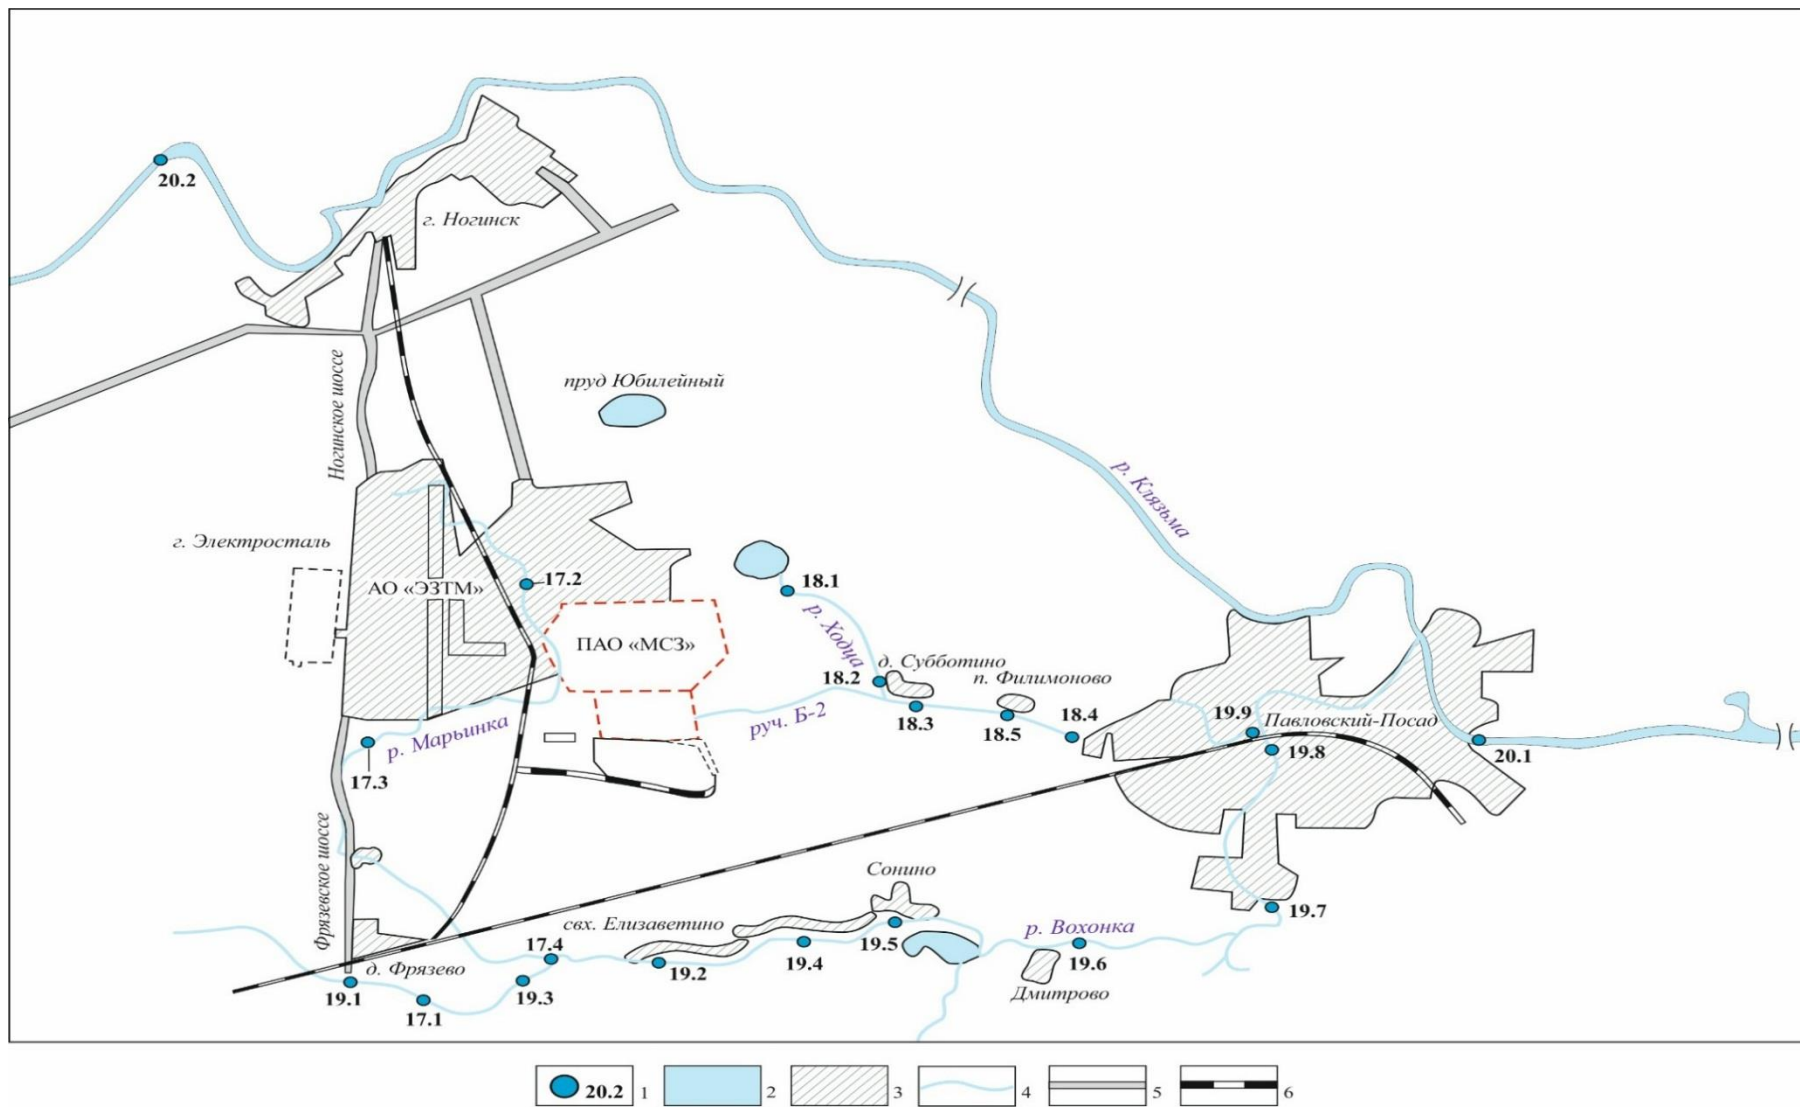 20.2
г. Ногинск
Ногинское шоссе
пруд Юбилейный
р. Клязьма
г. Электросталь
АО «ЭЗТМ»
17.2
18.1
р. Ходца
ПАО «МСЗ»
18.2
д. Субботино
п. Филимоново
18.3
18.5
18.4
руч. Б-2
р. Марьинка
17.3
19.9
Павловский-Посад
19.8
20.1
Фрязевское шоссе
Сонино
свх. Елизаветино
19.7
19.5
р. Вохонка
17.4
19.2
19.4
19.6
д. Фрязево
19.1
17.1
19.3
Дмитрово
20.2 1 2 3 4 5 6